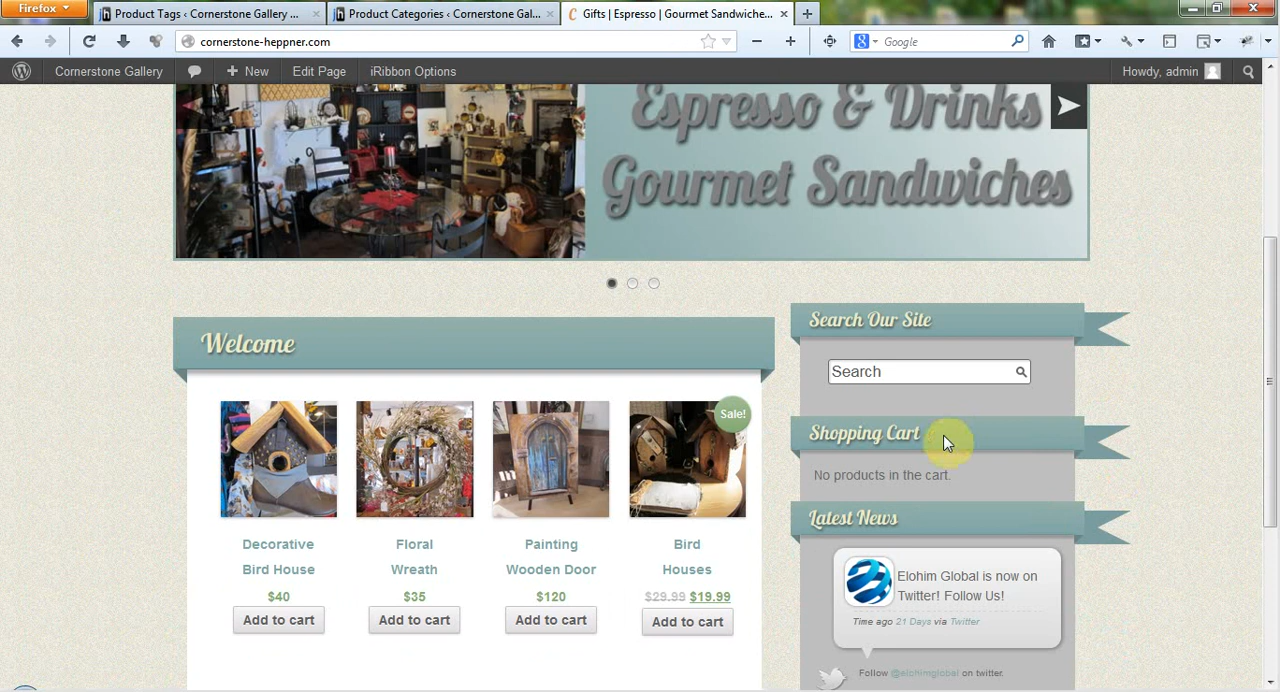 Firefox
Product Tags ‹ Cornerstone Gallery ...
Product Categories ‹ Cornerstone Gal...
Gifts | Espresso | Gourmet Sandwiche...
cornerstone-heppner.com
Google
Cornerstone Gallery
New
Edit Page
iRibbon Options
Howdy, admin
Espresso & Drinks
Gourmet Sandwiches
Welcome
Sale!
Decorative
Bird House
$40
Add to cart
Floral
Wreath
$35
Add to cart
Painting
Wooden Door
$120
Add to cart
Bird
Houses
$29.99 $19.99
Add to cart
Search Our Site
Search
Shopping Cart
No products in the cart.
Latest News
Elohim Global is now on
Twitter! Follow Us!
Time ago 21 Days via Twitter
Follow @elohimglobal on twitter.